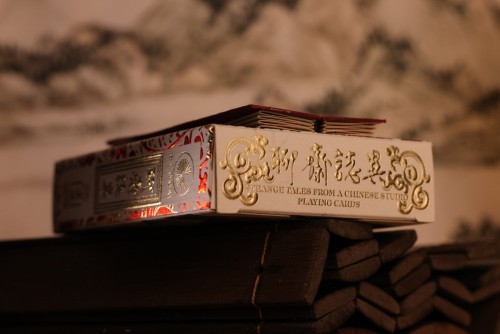 聊齋誌異
STRANGE TALES FROM A CHINESE STUDIO
PLAYING CARDS